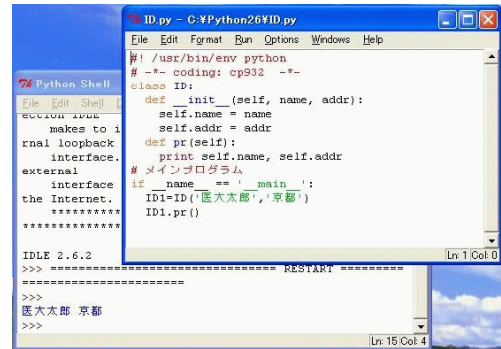 ID.py - C:¥Python26¥ID.py
File Edit Format Run Options Windows Help
#! /usr/bin/env python
# -*- coding: cp932 -*-
class ID:
def __init__(self, name, addr):
self.name = name
self.addr = addr
def pr(self):
print self.name, self.addr
# メインプログラム
if __name__ == '__main__':
ID1=ID('医大太郎','京都')
ID1.pr()
Ln: 1 Col: 0
Python Shell
File Edit Shell
ection IDLE
makes to i
rnal loopback
interface.
external
interface
the Internet.
**********
****************
IDLE 2.6.2
>>> ================================ RESTART =========
=======================
>>>
医大太郎 京都
>>>
Ln: 15 Col: 4